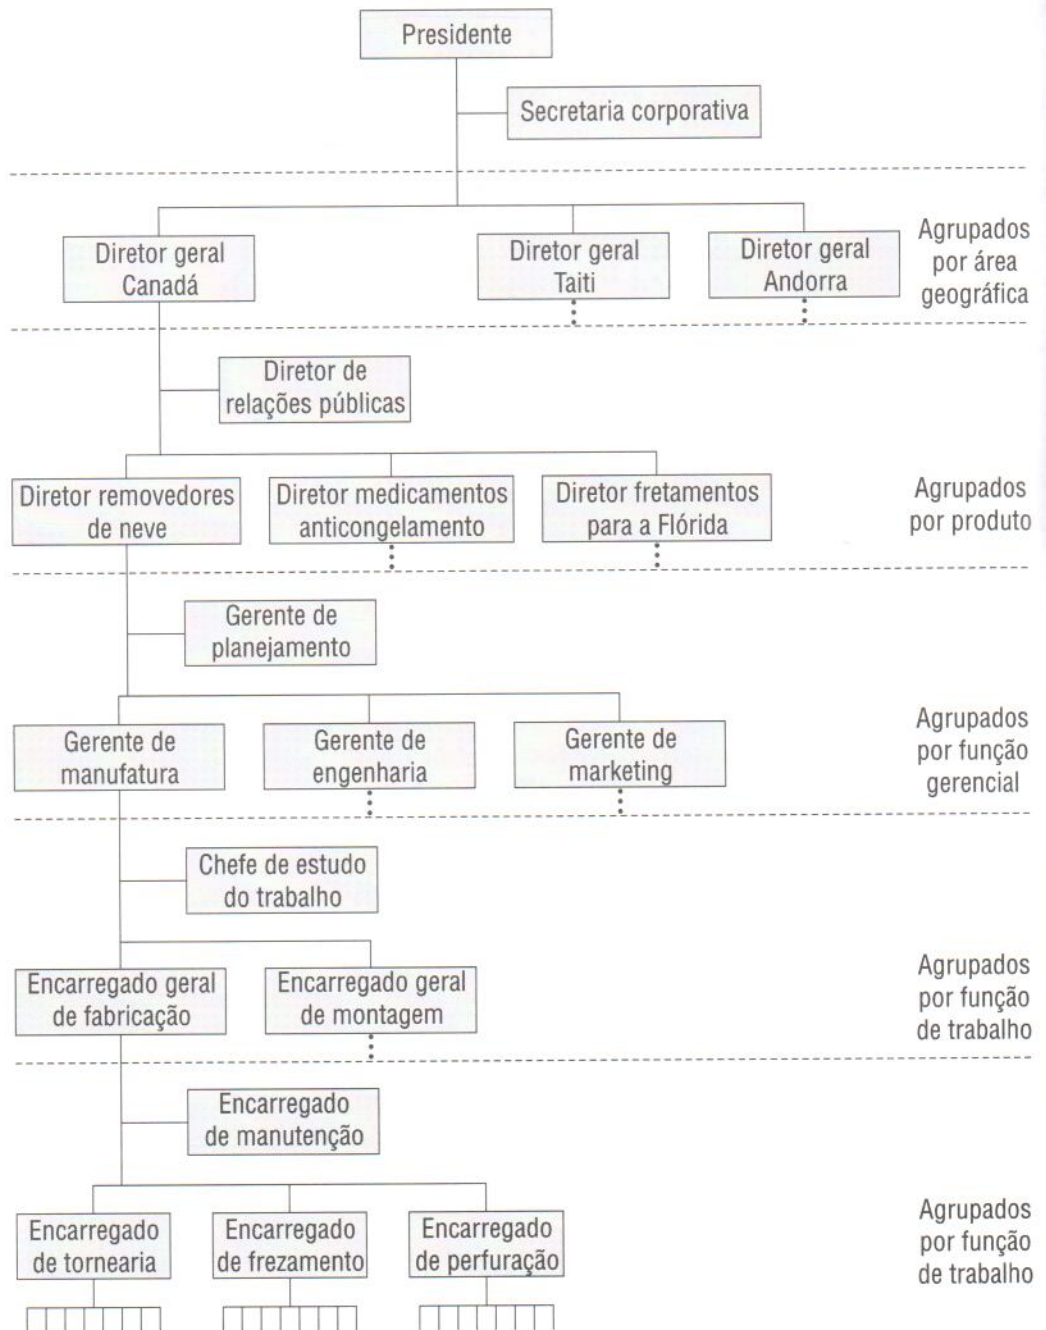 Presidente
Secretaria corporativa
Diretor geral
Canadá
Diretor geral
Taiti
Diretor geral
Andorra
Agrupados
por área
geográfica
Diretor de
relações públicas
Diretor removedores
de neve
Diretor medicamentos
anticongelamento
Diretor fretamentos
para a Flórida
Agrupados
por produto
Gerente de
planejamento
Gerente de
manufatura
Gerente de
engenharia
Gerente de
marketing
Agrupados
por função
gerencial
Chefe de estudo
do trabalho
Encarregado geral
de fabricação
Encarregado geral
de montagem
Agrupados
por função
de trabalho
Encarregado
de manutenção
Encarregado
de tornearia
Encarregado
de frezamento
Encarregado
de perfuração
Agrupados
por função
de trabalho